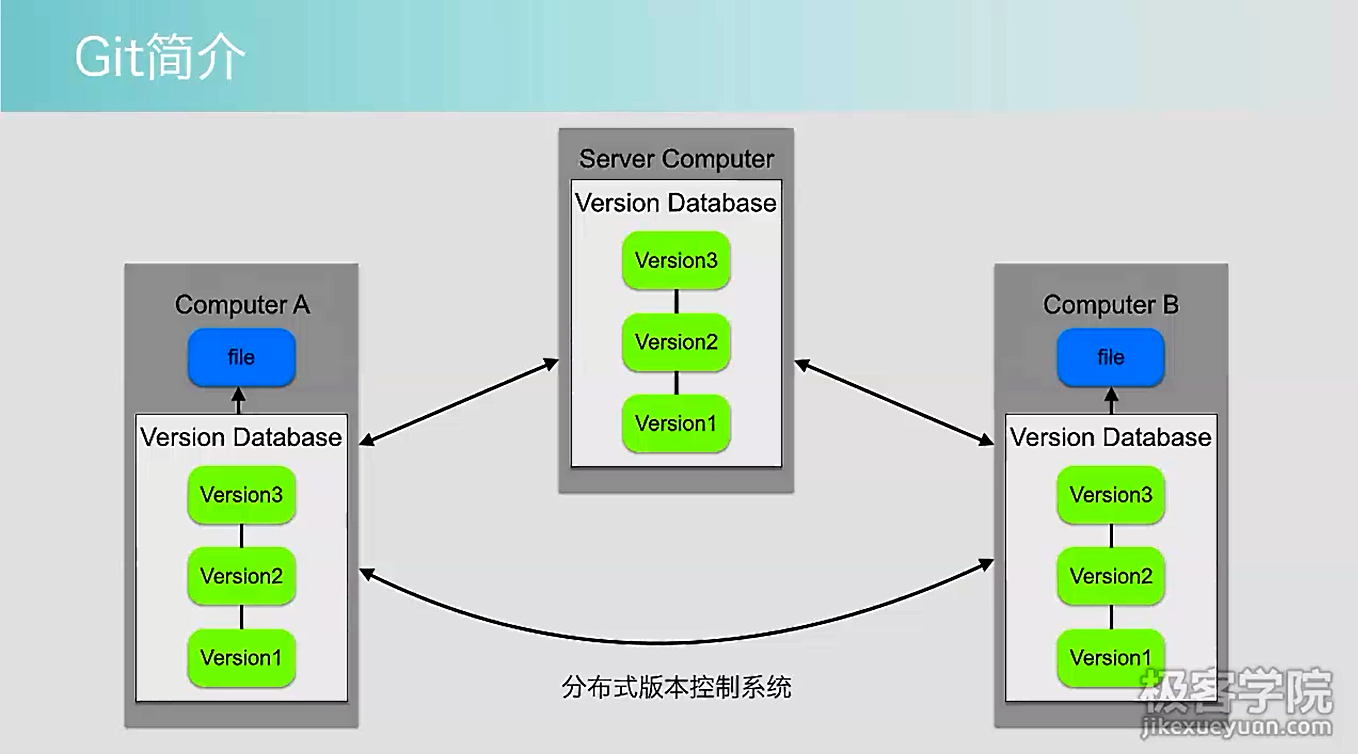 Git简介
Server Computer
Version Database
Version3
Version2
Version1
Computer A
file
Version Database
Version3
Version2
Version1
Computer B
file
Version Database
Version3
Version2
Version1
分布式版本控制系统
极客学院
jikexueyuan.com